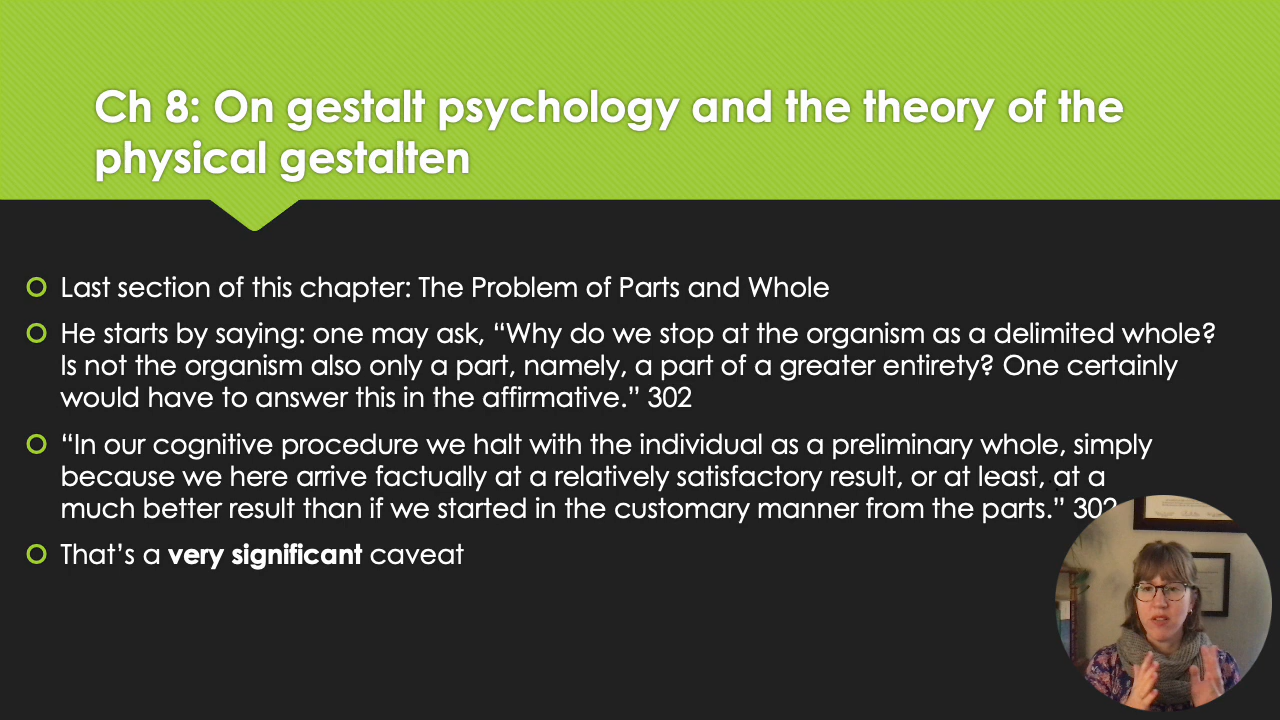 Ch 8: On gestalt psychology and the theory of the
physical gestalten
Last section of this chapter: The Problem of Parts and Whole
He starts by saying: one may ask, “Why do we stop at the organism as a delimited whole?
Is not the organism also only a part, namely, a part of a greater entirety? One certainly
would have to answer this in the affirmative.” 302
“In our cognitive procedure we halt with the individual as a preliminary whole, simply
because we here arrive factually at a relatively satisfactory result, or at least, at a
much better result than if we started in the customary manner from the parts.” 302
That’s a very significant caveat